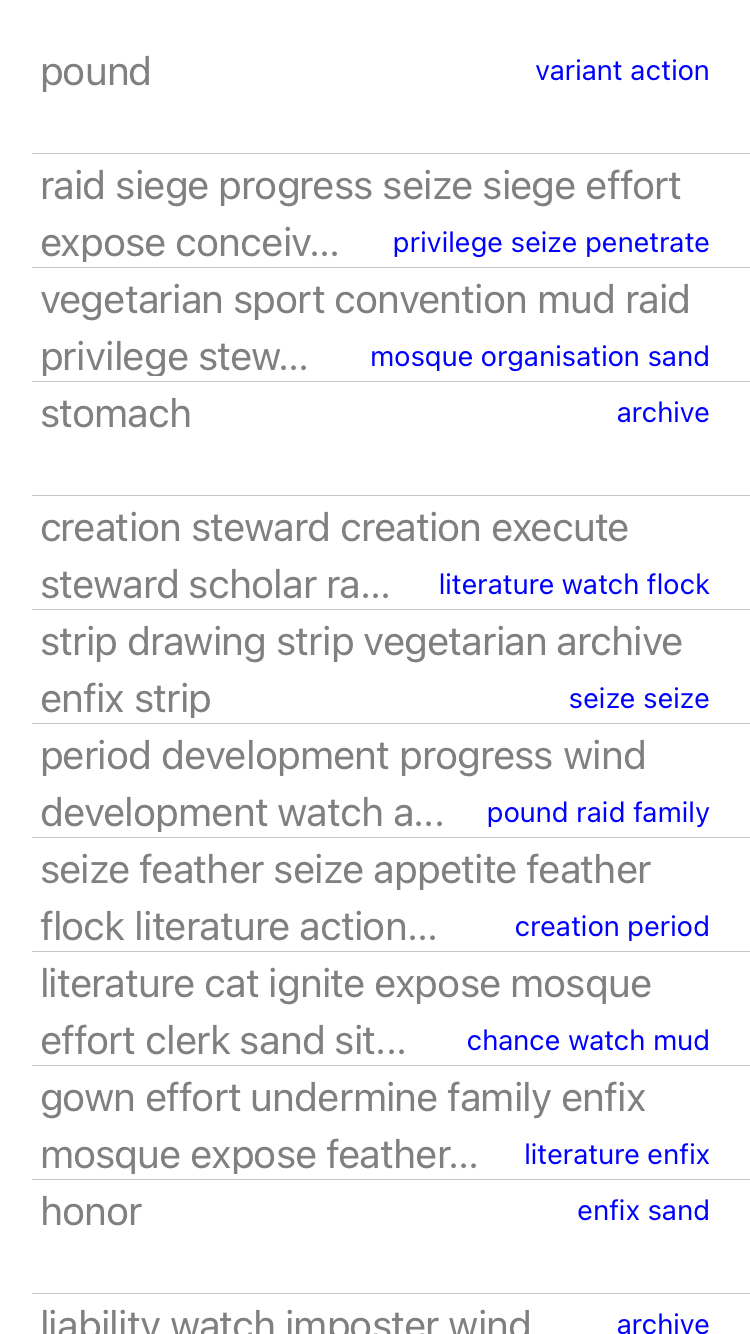 pound variant action
raid siege progress seize siege effort
expose conceiv... privilege seize penetrate
vegetarian sport convention mud raid
privilege stew... mosque organisation sand
stomach archive
creation steward creation execute
steward scholar ra... literature watch flock
strip drawing strip vegetarian archive
enfix strip seize seize
period development progress wind
development watch a... pound raid family
seize feather seize appetite feather
flock literature action... creation period
literature cat ignite expose mosque
effort clerk sand sit... chance watch mud
gown effort undermine family enfix
mosque expose feather... literature enfix
honor enfix sand
liability watch imposter wind archive